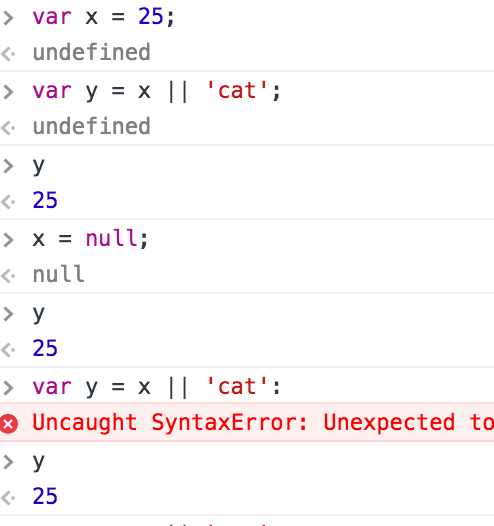 > var x = 25;
<· undefined
> var y = x || 'cat';
<· undefined
> y
<· 25
> x = null;
<· null
> y
<· 25
> var y = x || 'cat':
Uncaught SyntaxError: Unexpected to
> y
<· 25